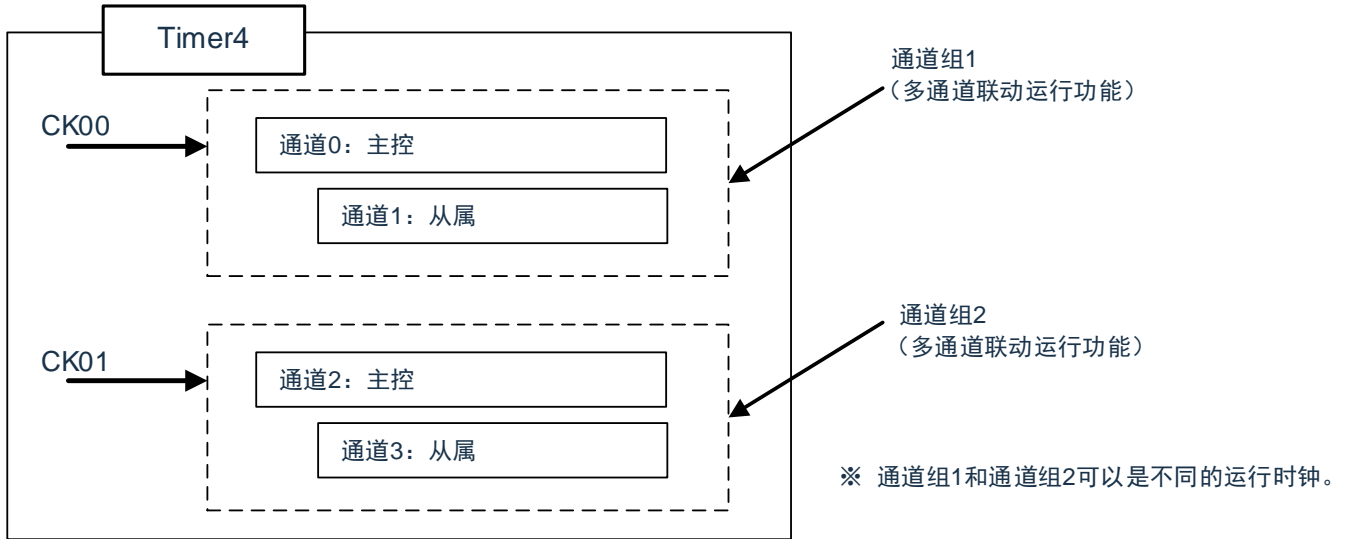 Timer4
通道组1
（多通道联动运行功能）
CK00
通道0：主控
通道1：从属
通道组2
（多通道联动运行功能）
CK01
通道2：主控
通道3：从属
※ 通道组1和通道组2可以是不同的运行时钟。